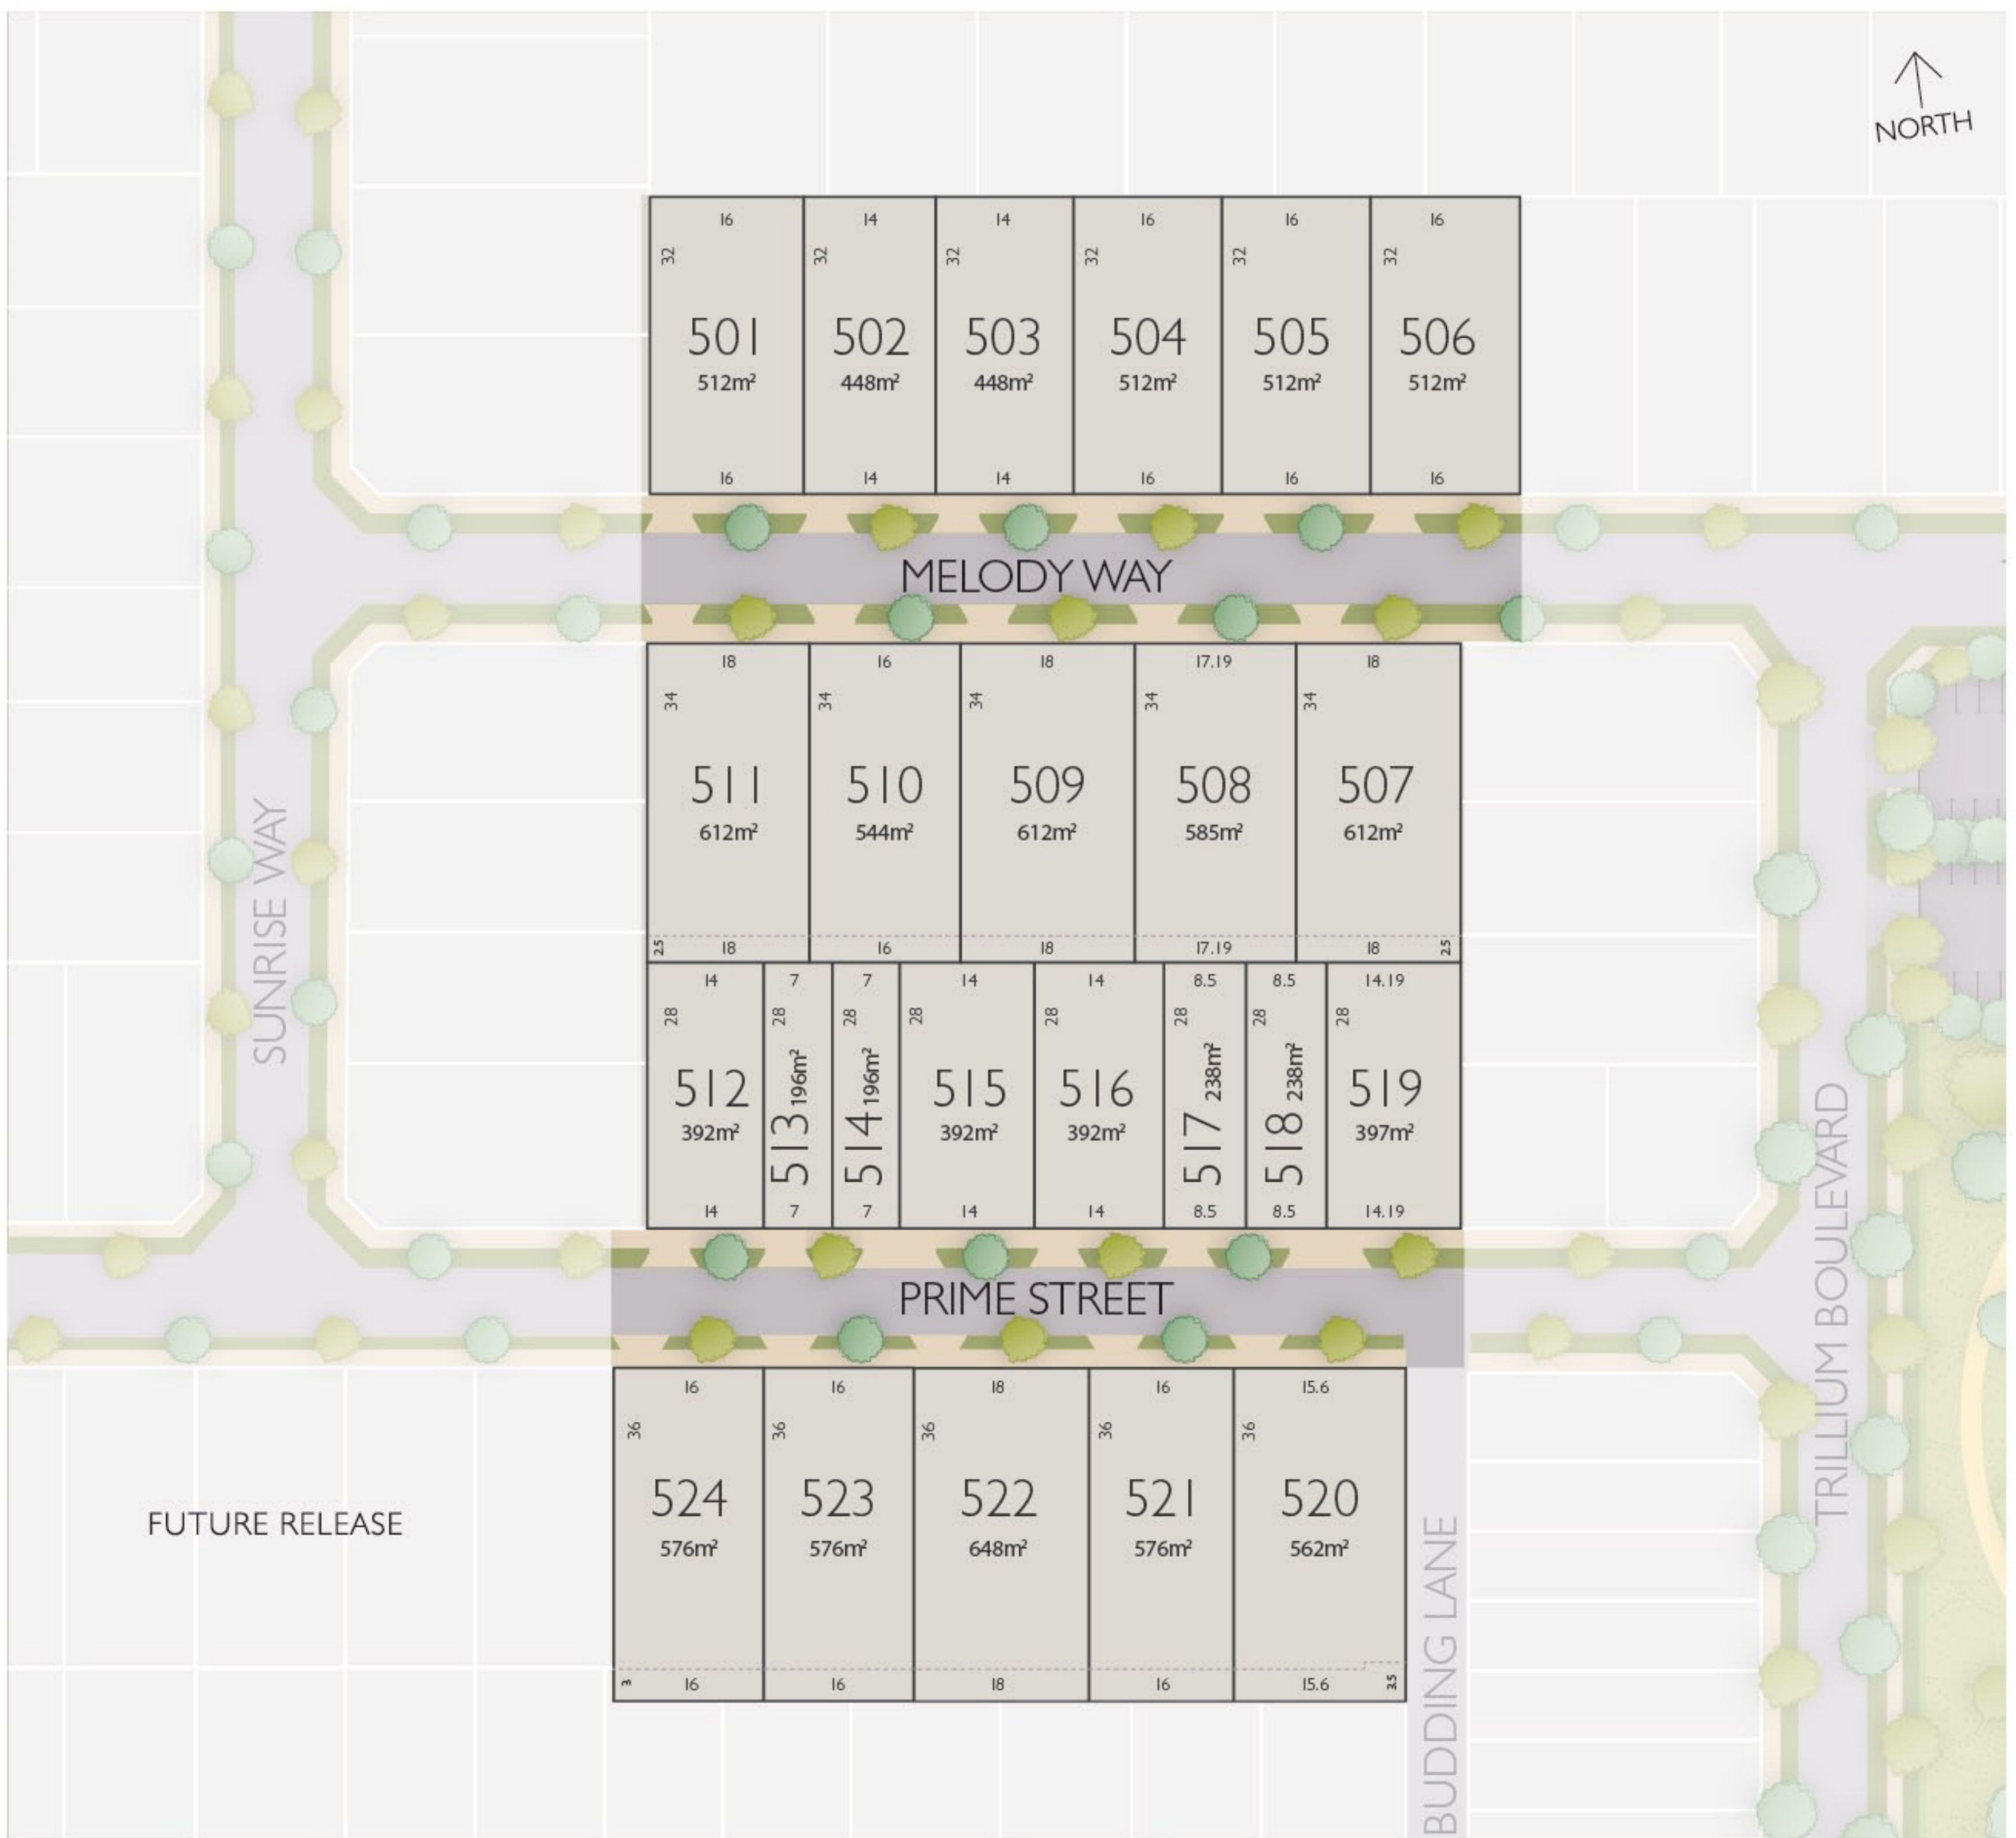 NORTH
16 14 14 16 16 16
32 32 32 32 32 32
501 502 503 504 505 506
512m² 448m² 448m² 512m² 512m² 512m²
16 14 14 16 16 16
MELODY WAY
18 16 18 17.19 18
34 34 34 34 34
511 510 509 508 507
612m² 544m² 612m² 585m² 612m²
2.5 18 16 18 17.19 18 2.5
14 7 7 14 14 8.5 8.5 14.19
28 28 28 28 28 28 28 28
512 513 514 515 516 517 518 519
392m² 196m² 196m² 392m² 392m² 238m² 238m² 397m²
14 7 7 14 14 8.5 8.5 14.19
SUNRISE WAY
PRIME STREET
TRILLIUM BOULEVARD
16 16 18 16 15.6
36 36 36 36 36
524 523 522 521 520
576m² 576m² 648m² 576m² 562m²
3 16 16 18 16 15.6 3.5
FUTURE RELEASE
BUDDING LANE